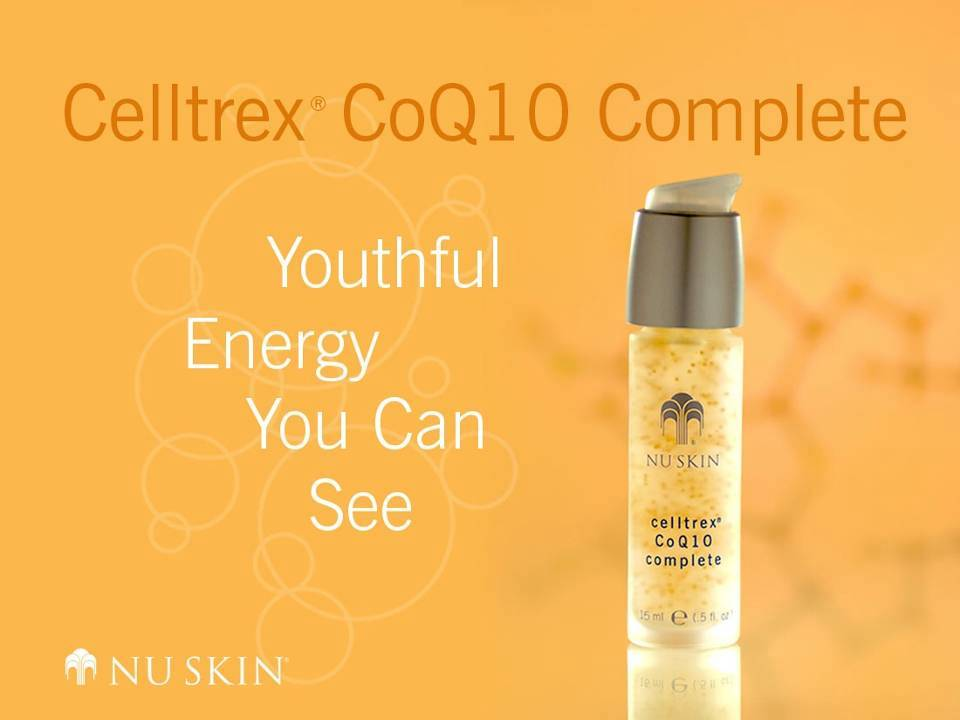 Celltrex® CoQ10 Complete
Youthful
Energy
You Can
See
NU SKIN®
NU SKIN
celltrex®
CoQ10
complete
15 ml e (.5 fl. oz.)